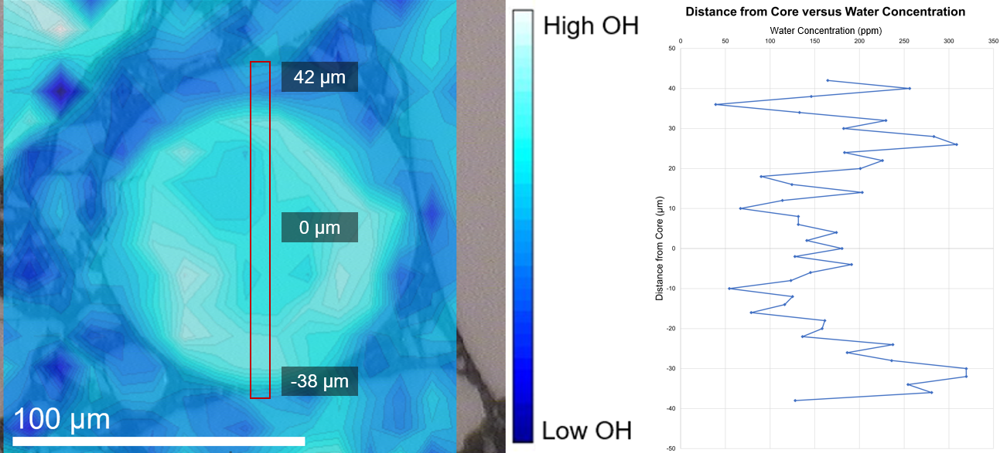 42 µm
0 µm
-38 µm
100 µm
High OH
Low OH
Distance from Core versus Water Concentration
Water Concentration (ppm)
0 50 100 150 200 250 300 350
Distance from Core (µm)
50
40
30
20
10
0
-10
-20
-30
-40
-50